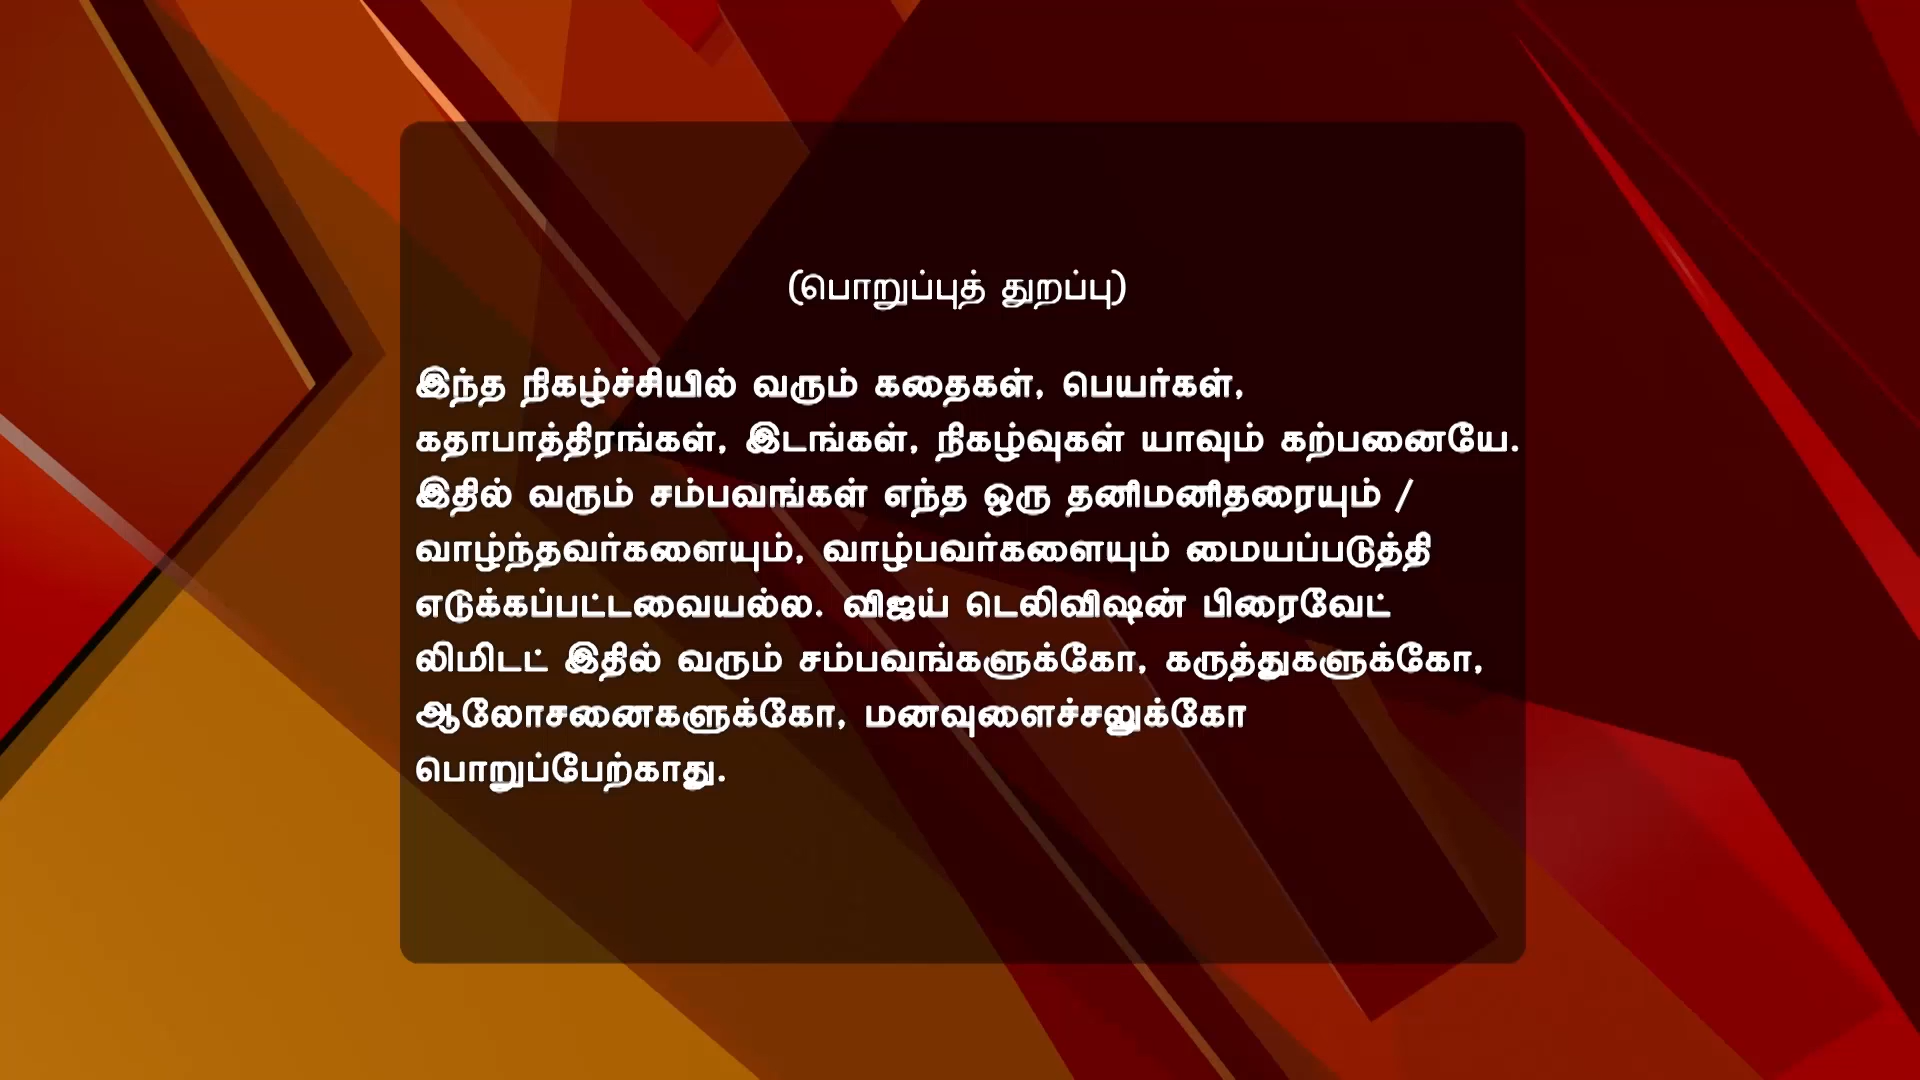 (பொறுப்புத் துறப்பு)
இந்த நிகழ்ச்சியில் வரும் கதைகள், பெயர்கள்,
கதாபாத்திரங்கள், இடங்கள், நிகழ்வுகள் யாவும் கற்பனையே.
இதில் வரும் சம்பவங்கள் எந்த ஒரு தனிமனிதரையும் /
வாழ்ந்தவர்களையும், வாழ்பவர்களையும் மையப்படுத்தி
எடுக்கப்பட்டவையல்ல. விஜய் டெலிவிஷன் பிரைவேட்
லிமிடட் இதில் வரும் சம்பவங்களுக்கோ, கருத்துகளுக்கோ,
ஆலோசனைகளுக்கோ, மனவுளைச்சலுக்கோ
பொறுப்பேற்காது.